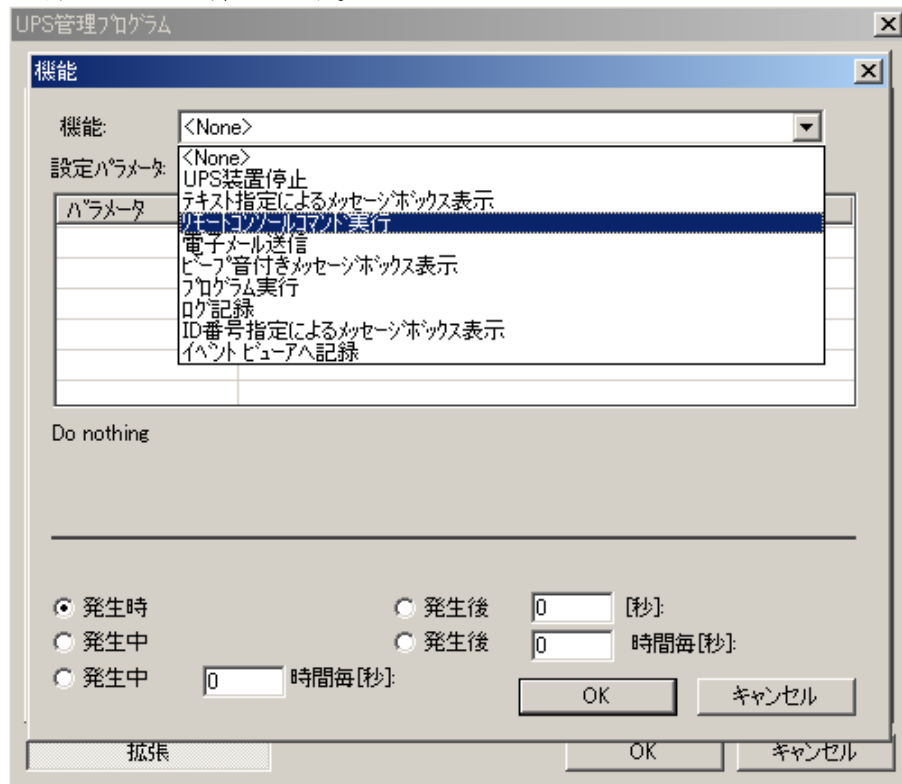 UPS管理ﾌﾟﾛｸﾞﾗﾑ
機能
機能:
<None>
設定ﾊﾟﾗﾒｰﾀ:
<None>
UPS装置停止
ﾃｷｽﾄ指定によるﾒｯｾｰｼﾞﾎﾞｯｸｽ表示
ﾘﾓｰﾄｺﾝｿｰﾙｺﾏﾝﾄﾞ実行
電子ﾒｰﾙ送信
ﾋﾞｰﾌﾟ音付きﾒｯｾｰｼﾞﾎﾞｯｸｽ表示
ﾌﾟﾛｸﾞﾗﾑ実行
ﾛｸﾞ記録
ID番号指定によるﾒｯｾｰｼﾞﾎﾞｯｸｽ表示
ｲﾍﾞﾝﾄ ﾋﾞｭｰｱへ記録
ﾊﾟﾗﾒｰﾀ
Do nothing
発生時
発生後 0 [秒]:
発生中
発生後 0 時間毎[秒]:
発生中 0 時間毎[秒]:
OK キャンセル
拡張 OK キャンセル